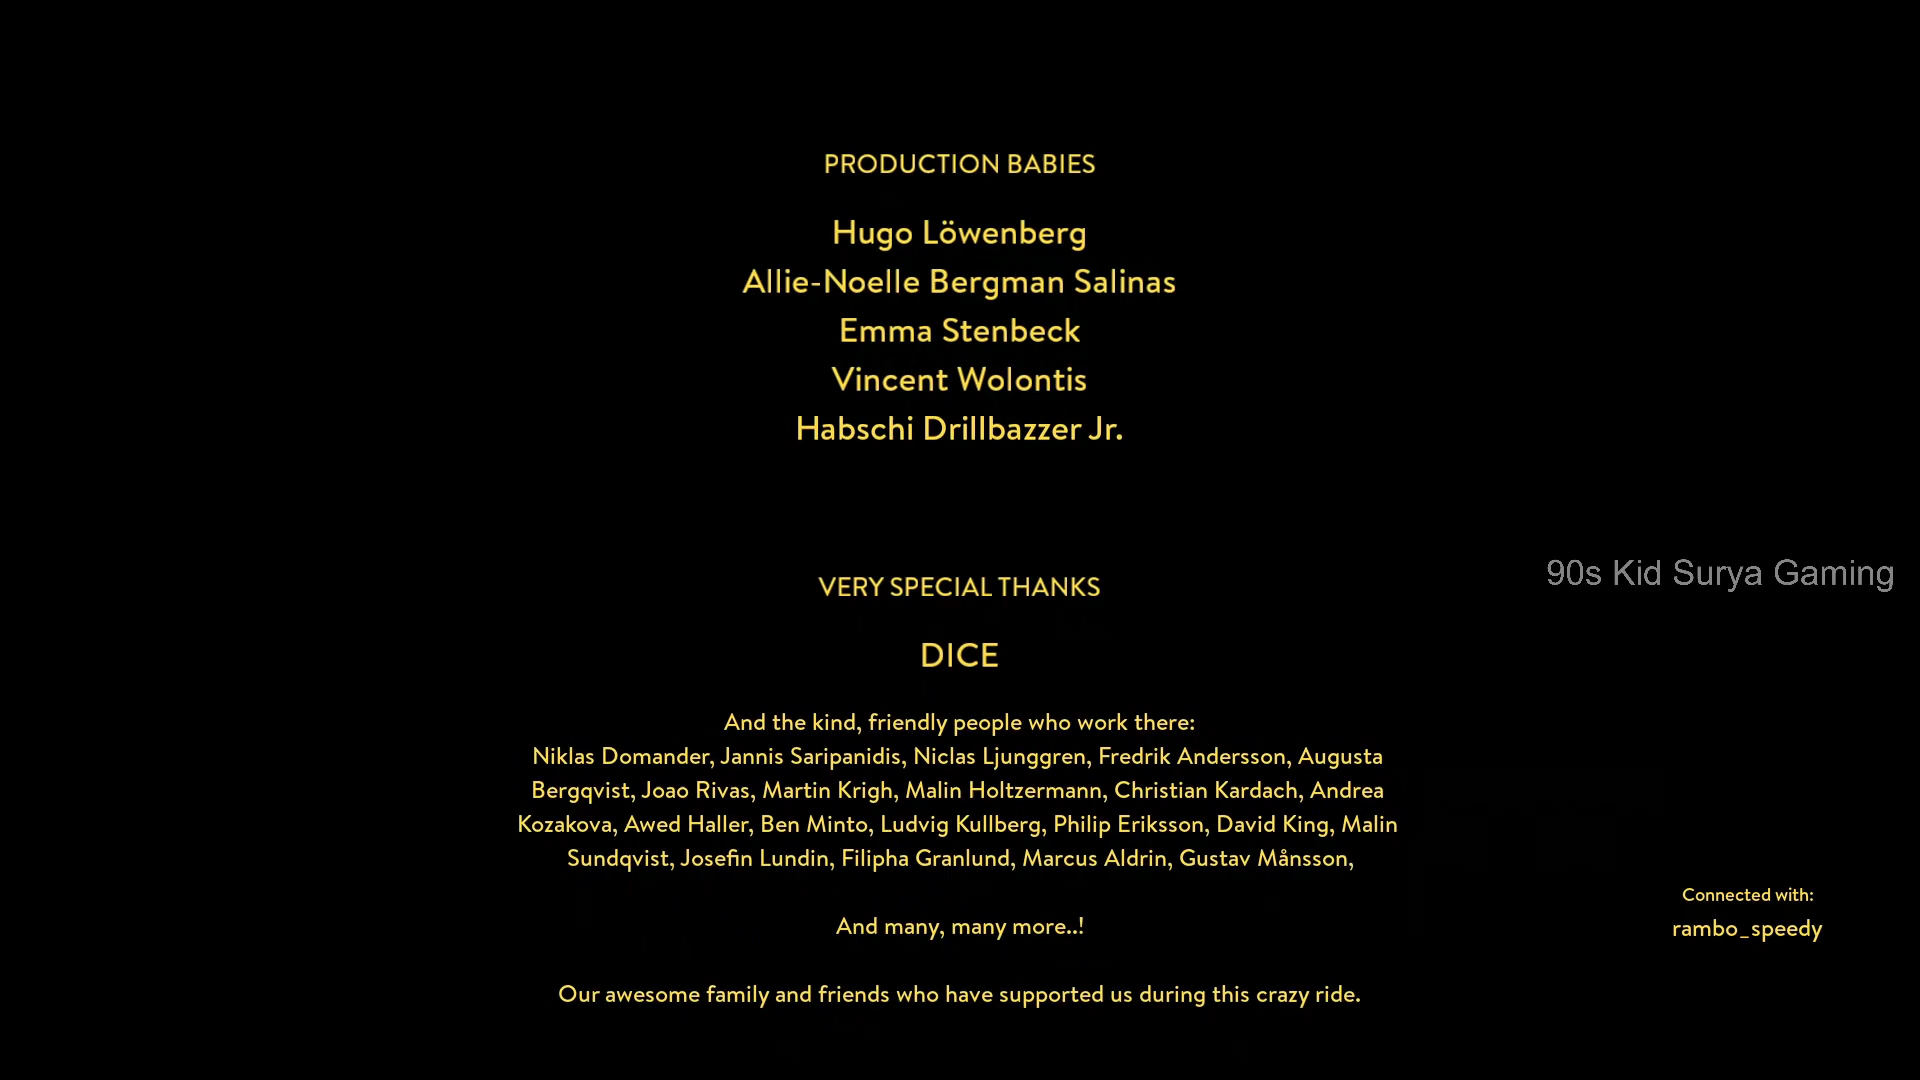 PRODUCTION BABIES
Hugo Löwenberg
Allie-Noelle Bergman Salinas
Emma Stenbeck
Vincent Wolontis
Habschi Drillbazzer Jr.
VERY SPECIAL THANKS
90s Kid Surya Gaming
DICE
And the kind, friendly people who work there:
Niklas Domander, Jannis Saripanidis, Niclas Ljunggren, Fredrik Andersson, Augusta
Bergqvist, Joao Rivas, Martin Krigh, Malin Holtzermann, Christian Kardach, Andrea
Kozakova, Awed Haller, Ben Minto, Ludvig Kullberg, Philip Eriksson, David King, Malin
Sundqvist, Josefin Lundin, Filipha Granlund, Marcus Aldrin, Gustav Månsson,
And many, many more..!
Our awesome family and friends who have supported us during this crazy ride.
Connected with:
rambo_speedy